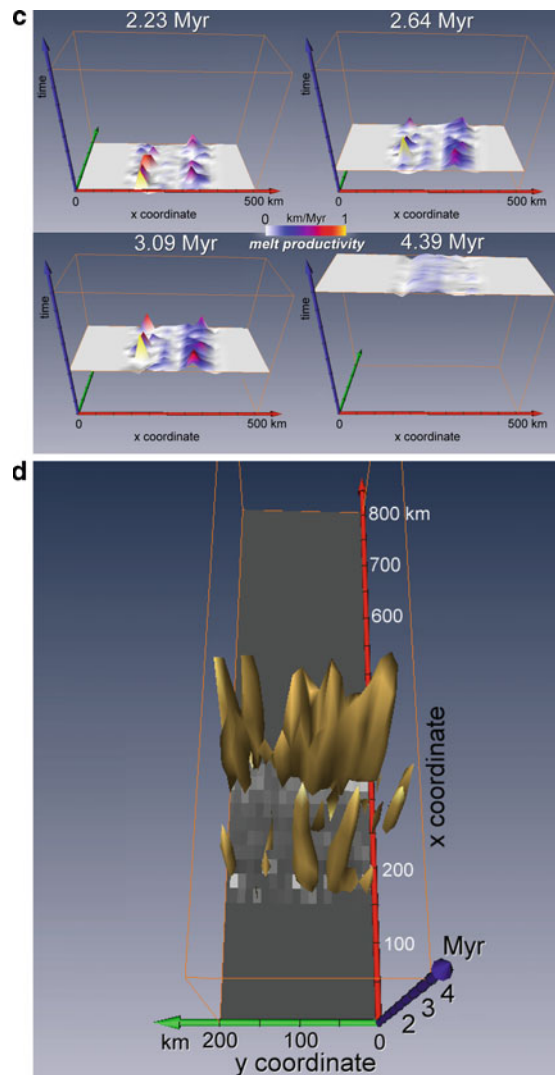 c
2.23 Myr
2.64 Myr
time
time
0
500 km
x coordinate
0
500 km
x coordinate
0 km/Myr 1
melt productivity
3.09 Myr
4.39 Myr
time
time
0
500 km
x coordinate
0
500 km
x coordinate
d
800 km
700
600
x coordinate
200
100
Myr
4
3
2
km
200
100
0
y coordinate